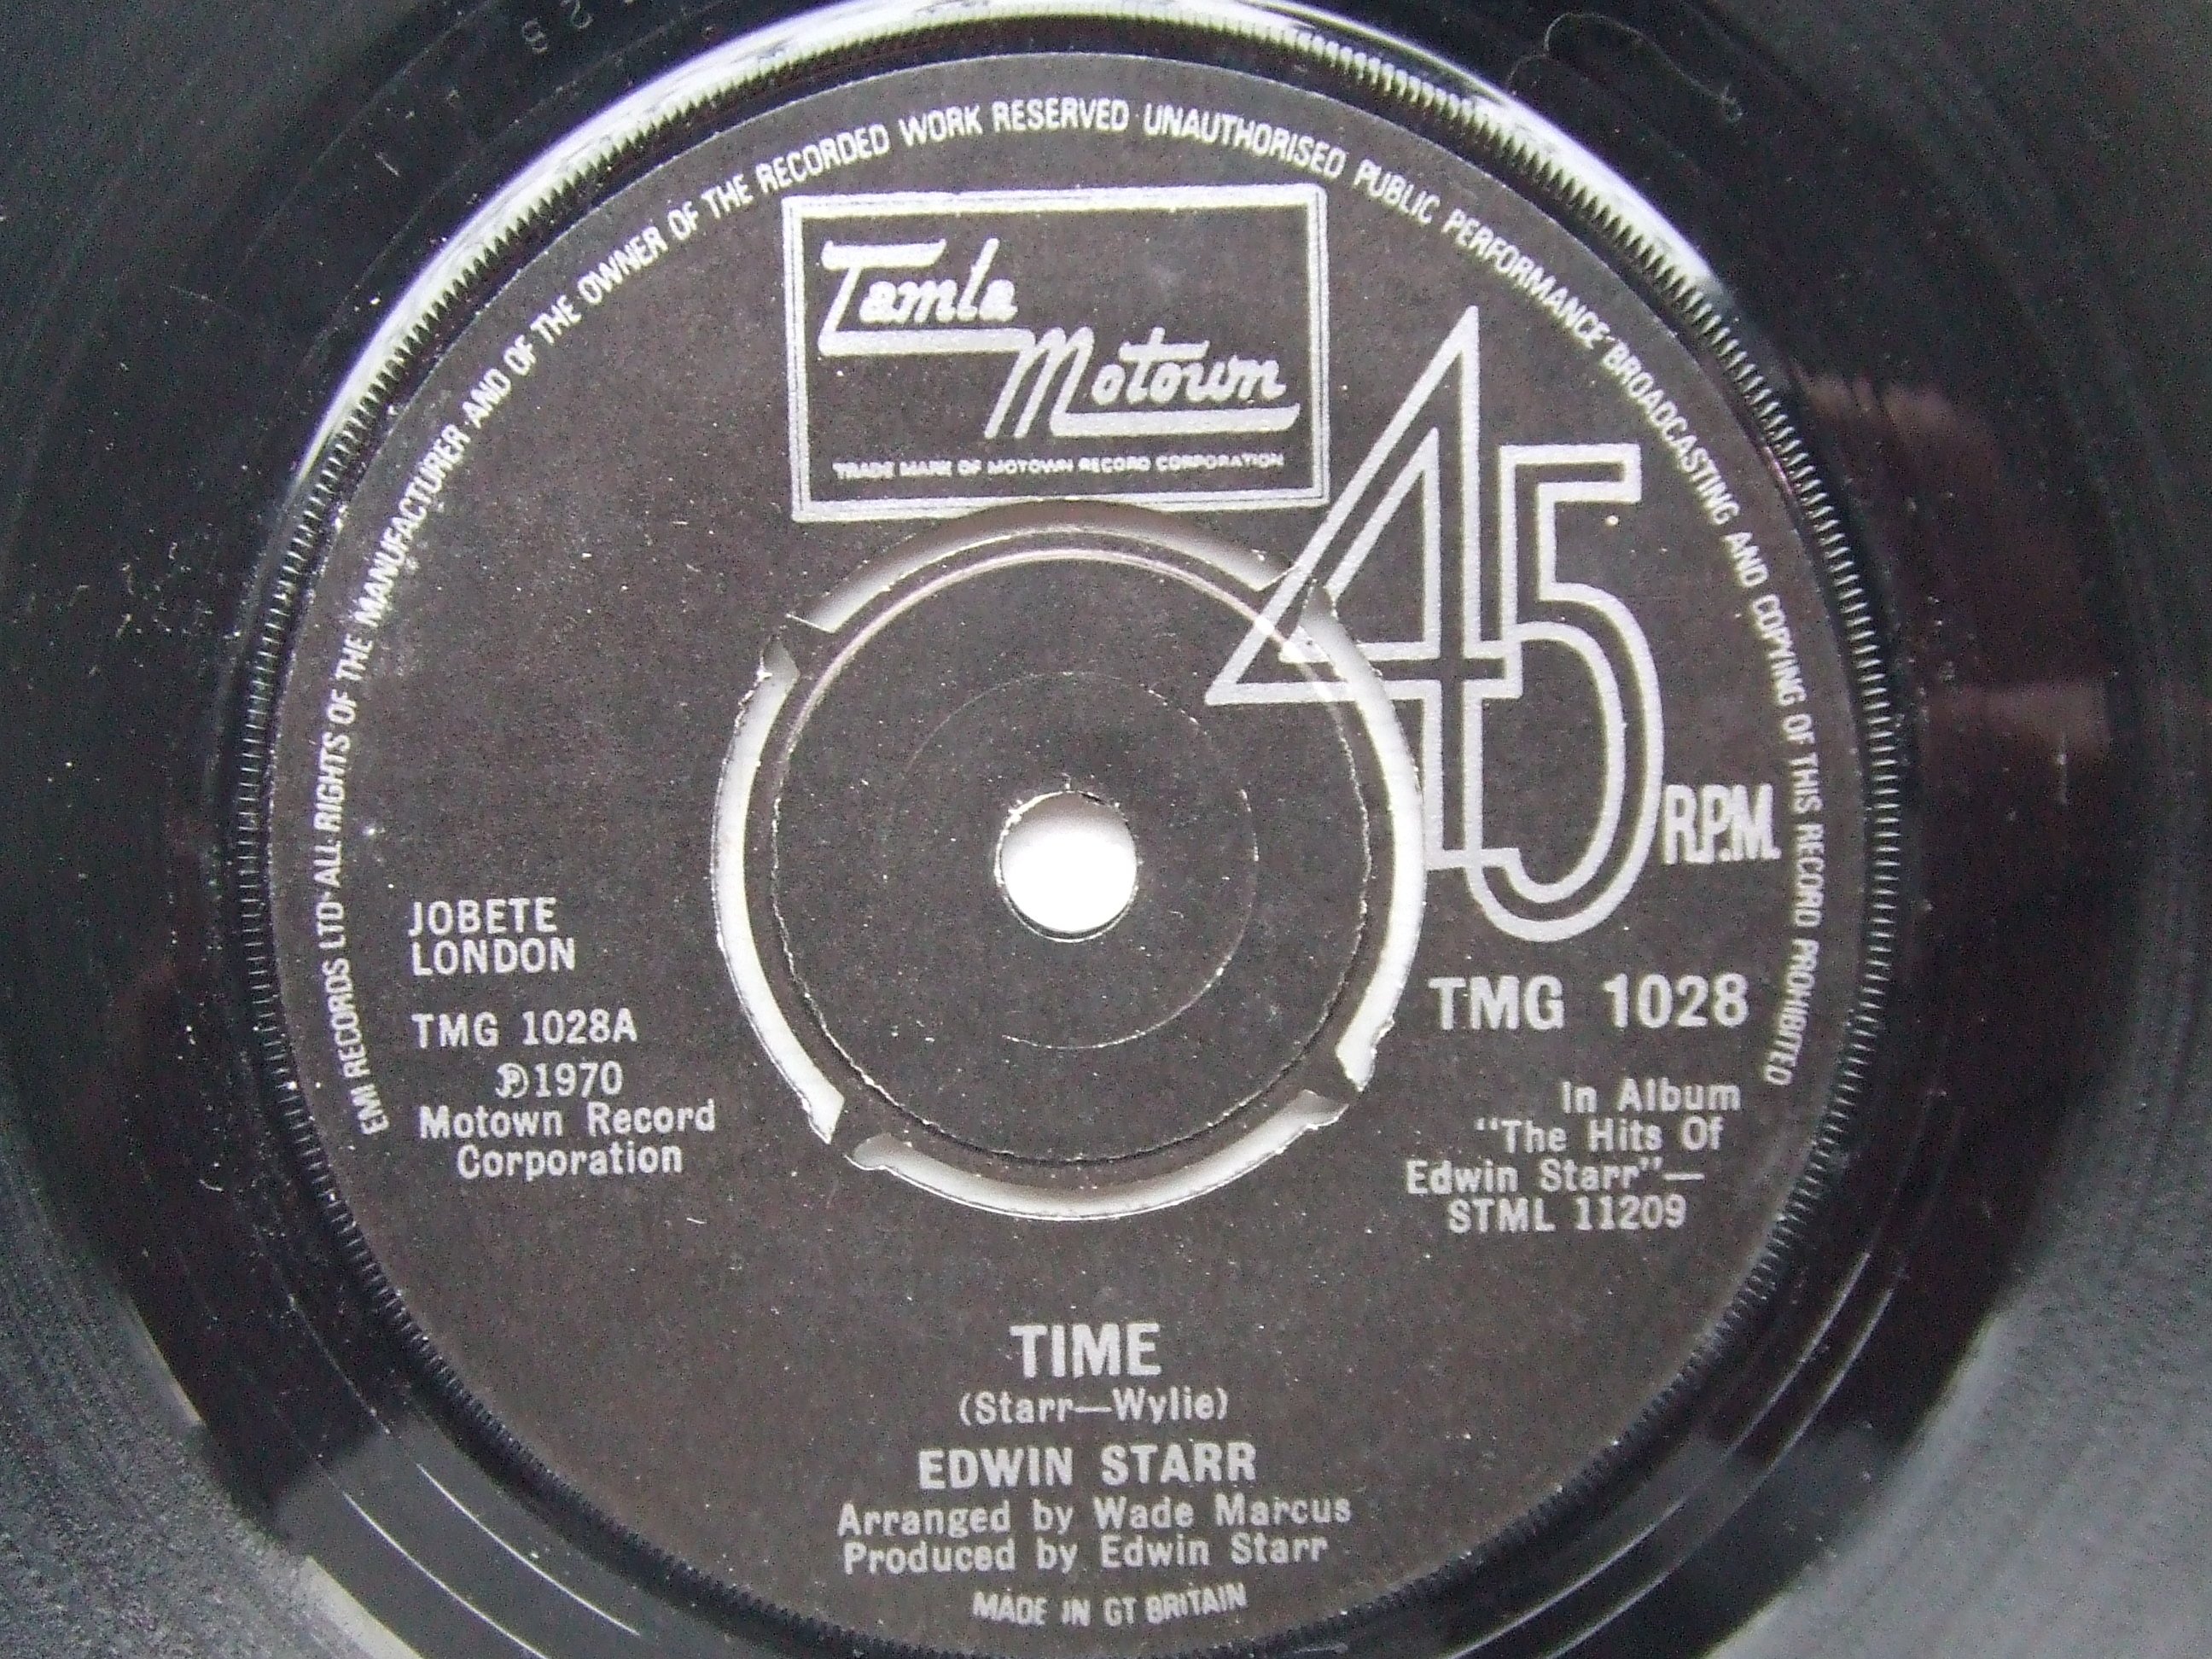 EMI RECORDS LTD· ALL RIGHTS OF THE MANUFACTURER AND OF THE OWNER OF THE RECORDED WORK RESERVED UNAUTHORISED PUBLIC PERFORMANCE BROADCASTING AND COPYING OF THIS RECORD PROHIBITED
Tamla
Motown
TRADE MARK OF MOTOWN RECORD CORPORATION
45
R.P.M.
JOBETE
LONDON
TMG 1028A
℗1970
Motown Record
Corporation
TMG 1028
In Album
"The Hits Of
Edwin Starr"—
STML 11209
TIME
(Starr—Wylie)
EDWIN STARR
Arranged by Wade Marcus
Produced by Edwin Starr
MADE IN GT BRITAIN